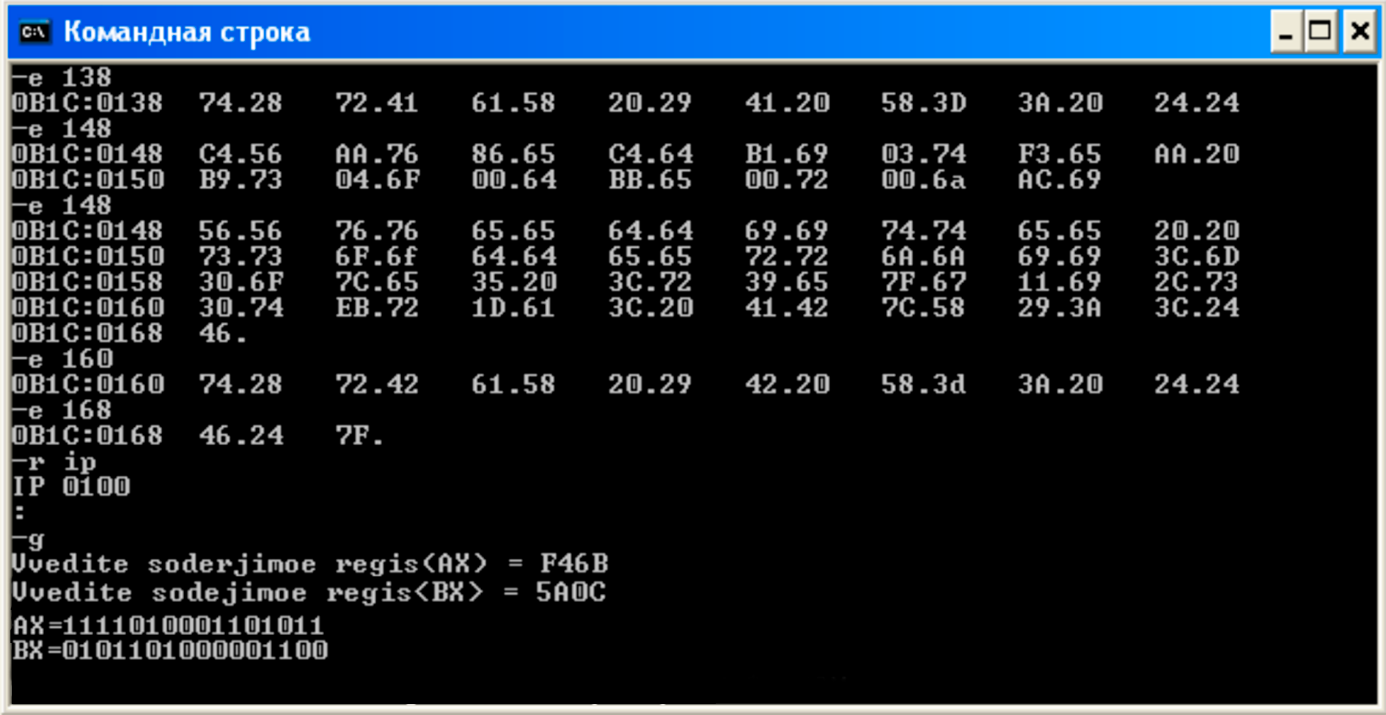 C:\ Командная строка
-e 138
0B1C:0138 74.28 72.41 61.58 20.29 41.20 58.3D 3A.20 24.24
-e 148
0B1C:0148 C4.56 AA.76 86.65 C4.64 B1.69 03.74 F3.65 AA.20
0B1C:0150 B9.73 04.6F 00.64 BB.65 00.72 00.6a AC.69
-e 148
0B1C:0148 56.56 76.76 65.65 64.64 69.69 74.74 65.65 20.20
0B1C:0150 73.73 6F.6f 64.64 65.65 72.72 6A.6A 69.69 3C.6D
0B1C:0158 30.6F 7C.65 35.20 3C.72 39.65 7F.67 11.69 2C.73
0B1C:0160 30.74 EB.72 1D.61 3C.20 41.42 7C.58 29.3A 3C.24
0B1C:0168 46.
-e 160
0B1C:0160 74.28 72.42 61.58 20.29 42.20 58.3d 3A.20 24.24
-e 168
0B1C:0168 46.24 7F.
-r ip
IP 0100
:
-g
Vvedite soderjimoe regis(AX) = F46B
Vvedite sodejimoe regis(BX) = 5A0C
AX=1111010001101011
BX=0101101000001100